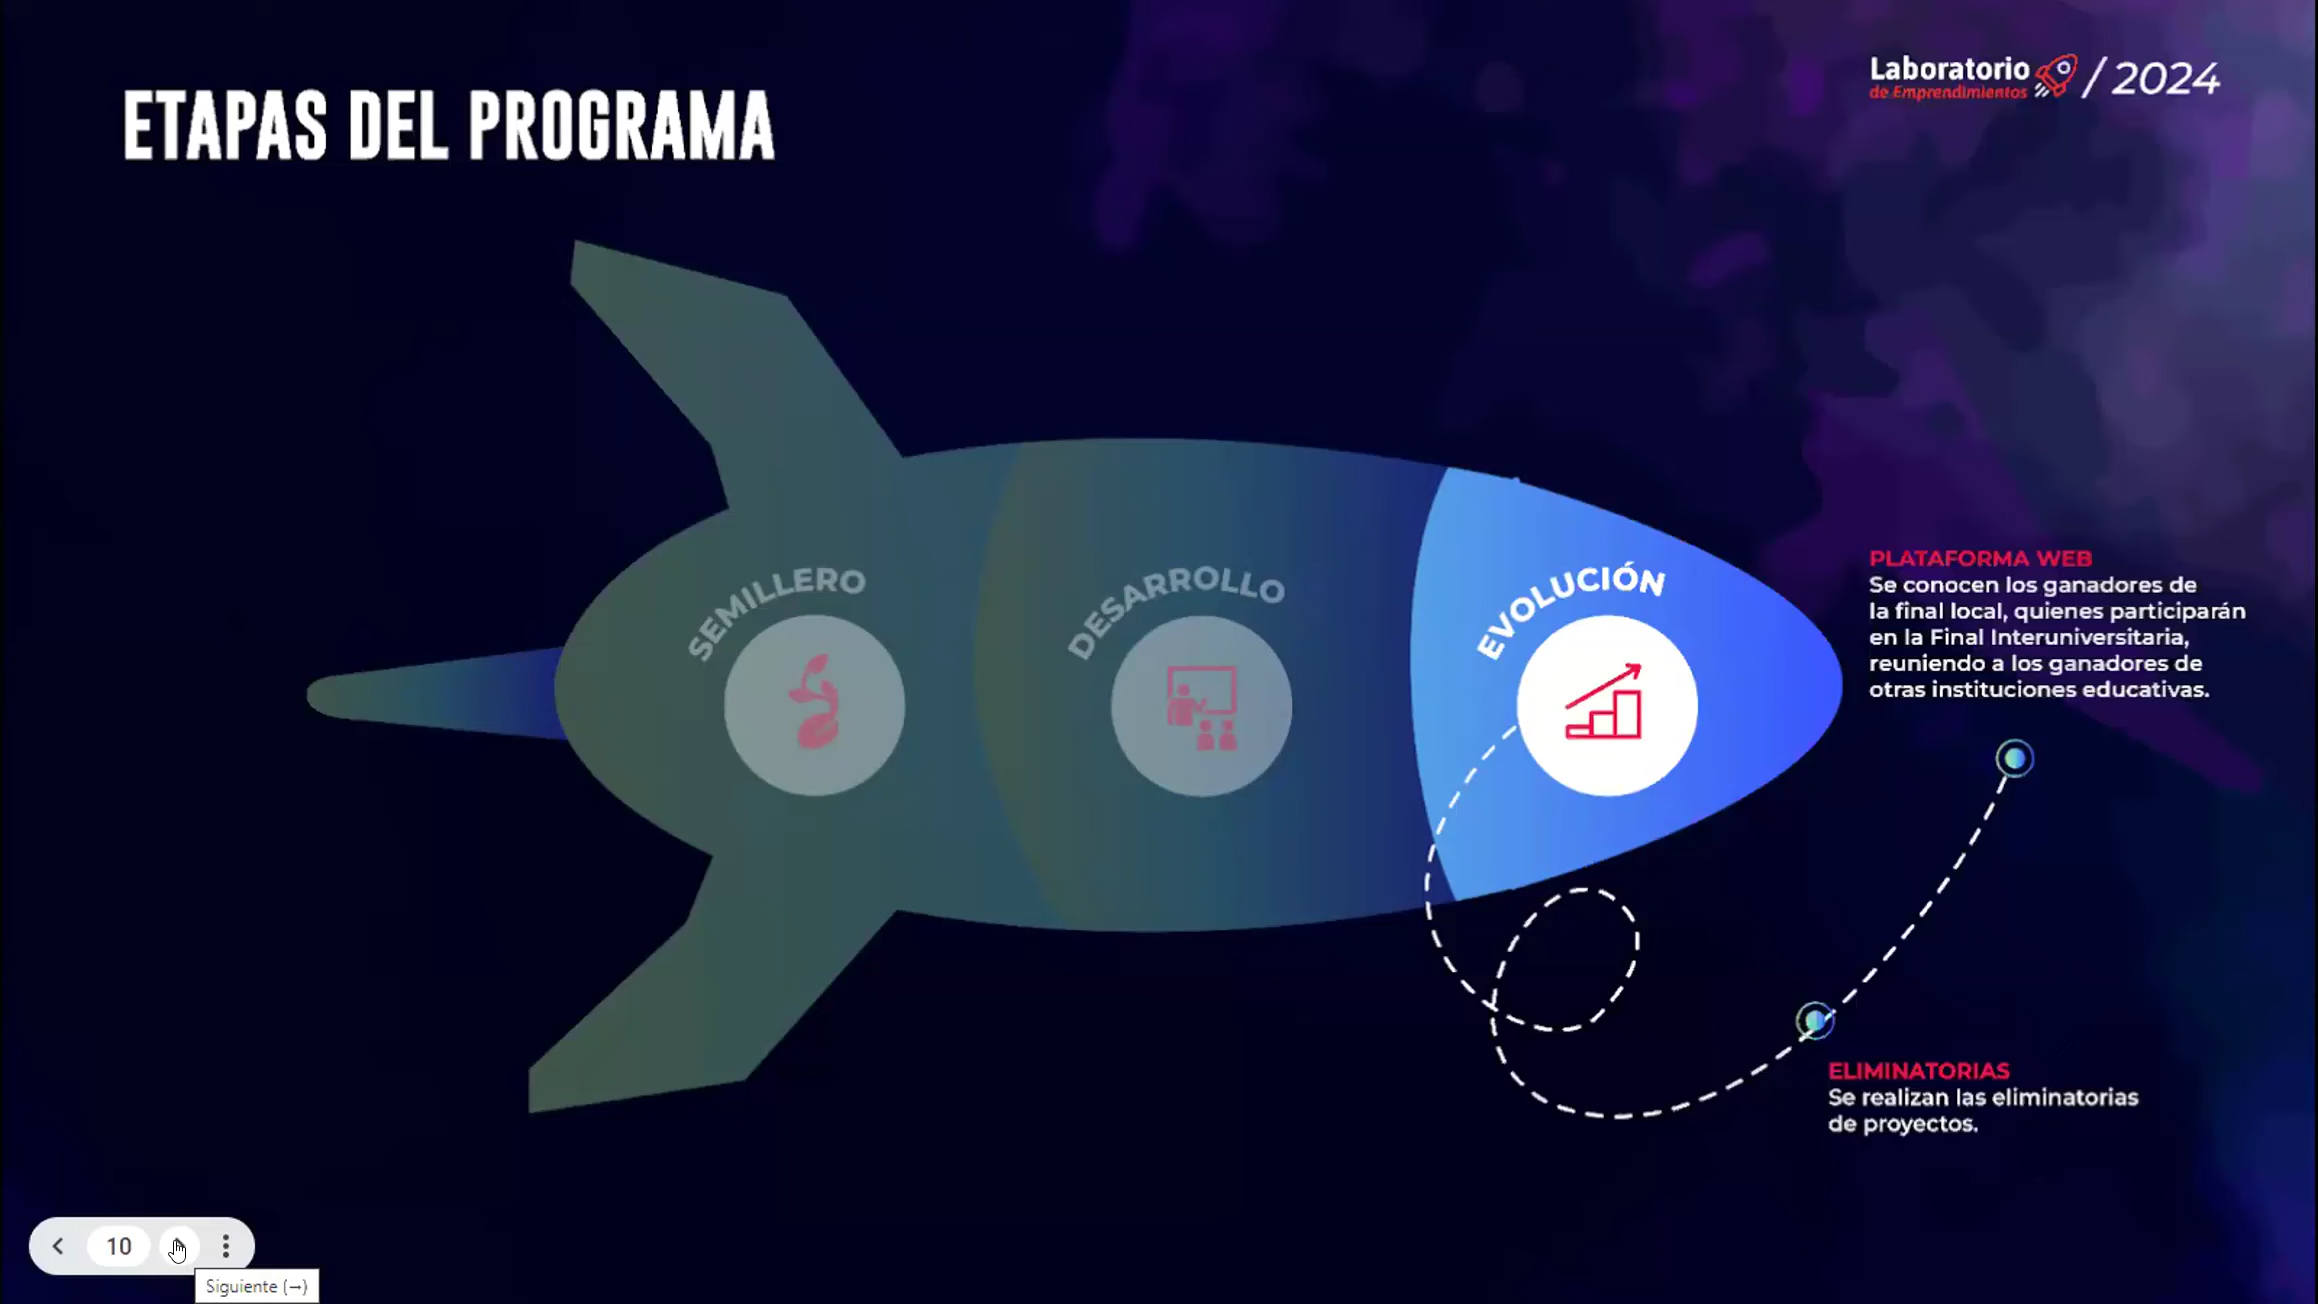 ETAPAS DEL PROGRAMA
Laboratorio
de Emprendimientos
/ 2024
SEMILLERO
DESARROLLO
EVOLUCIÓN
PLATAFORMA WEB
Se conocen los ganadores de
la final local, quienes participarán
en la Final Interuniversitaria,
reuniendo a los ganadores de
otras instituciones educativas.
ELIMINATORIAS
Se realizan las eliminatorias
de proyectos.
10
Siguiente (→)